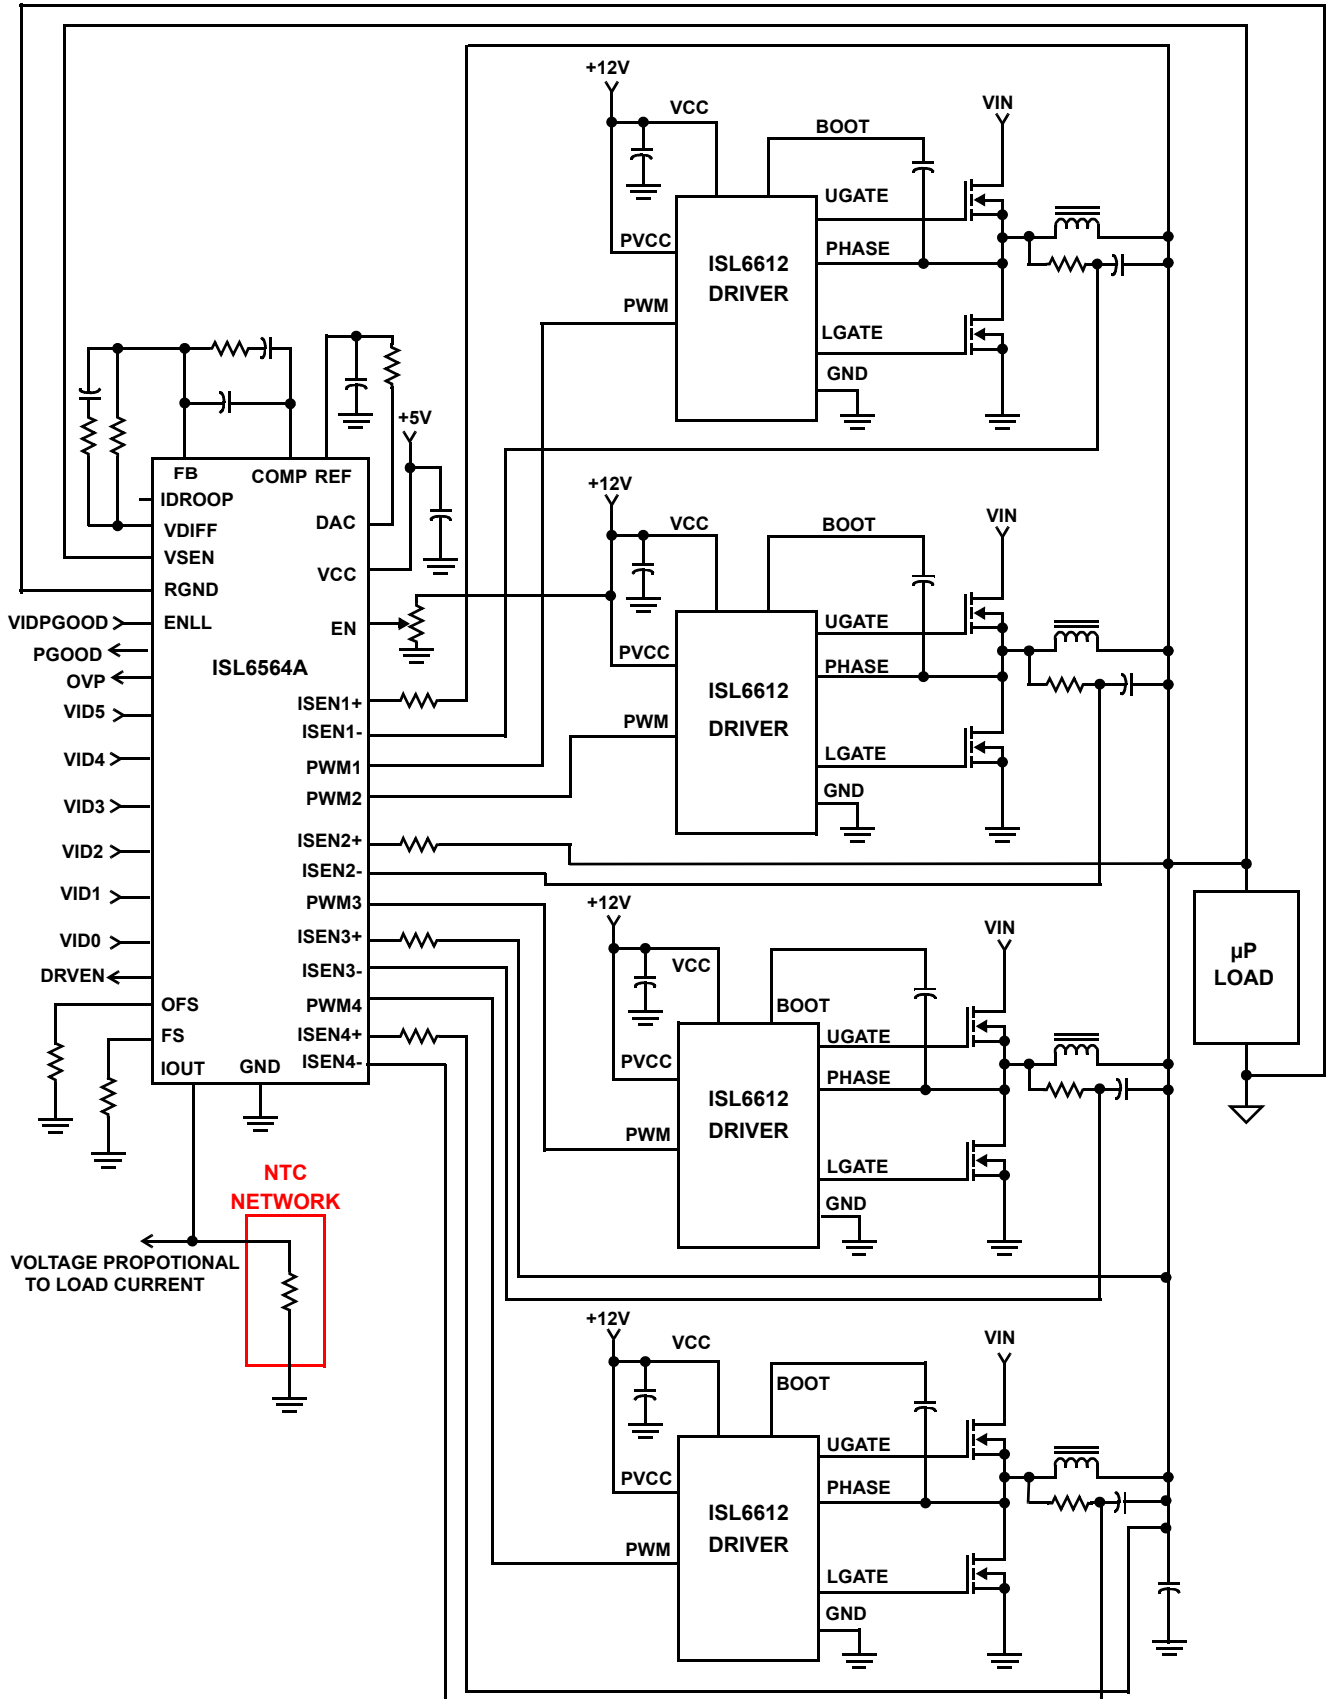 +12V
VCC
BOOT
VIN
UGATE
PVCC
PHASE
ISL6612
DRIVER
PWM
LGATE
GND
+5V
FB
COMP REF
IDROOP
DAC
VDIFF
VSEN
VCC
RGND
VIDPGOOD
ENLL
EN
PGOOD
ISL6564A
OVP
VID5
ISEN1+
ISEN1-
VID4
PWM1
PWM2
VID3
ISEN2+
VID2
ISEN2-
VID1
PWM3
VID0
ISEN3+
DRVEN
ISEN3-
OFS
PWM4
FS
ISEN4+
IOUT
GND
ISEN4-
+12V
VCC
BOOT
VIN
UGATE
PVCC
PHASE
ISL6612
DRIVER
PWM
LGATE
GND
+12V
VCC
VIN
BOOT
UGATE
PVCC
PHASE
ISL6612
DRIVER
PWM
LGATE
GND
µP
LOAD
NTC
NETWORK
VOLTAGE PROPOTIONAL
TO LOAD CURRENT
+12V
VCC
VIN
BOOT
UGATE
PVCC
PHASE
ISL6612
DRIVER
PWM
LGATE
GND